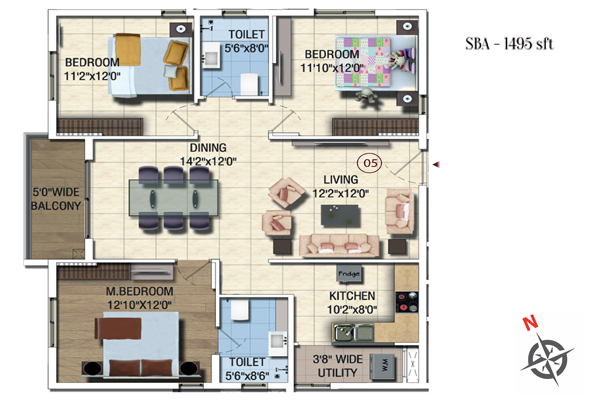 SBA - 1495 sft
TOILET
5'6"x8'0"
BEDROOM
11'2"x12'0"
BEDROOM
11'10"x12'0"
DINING
14'2"x12'0"
05
LIVING
12'2"x12'0"
5'0"WIDE
BALCONY
Fridge
M.BEDROOM
12'10"X12'0"
KITCHEN
10'2"x8'0"
TOILET
5'6"x8'6"
3'8" WIDE
UTILITY
W.M
N